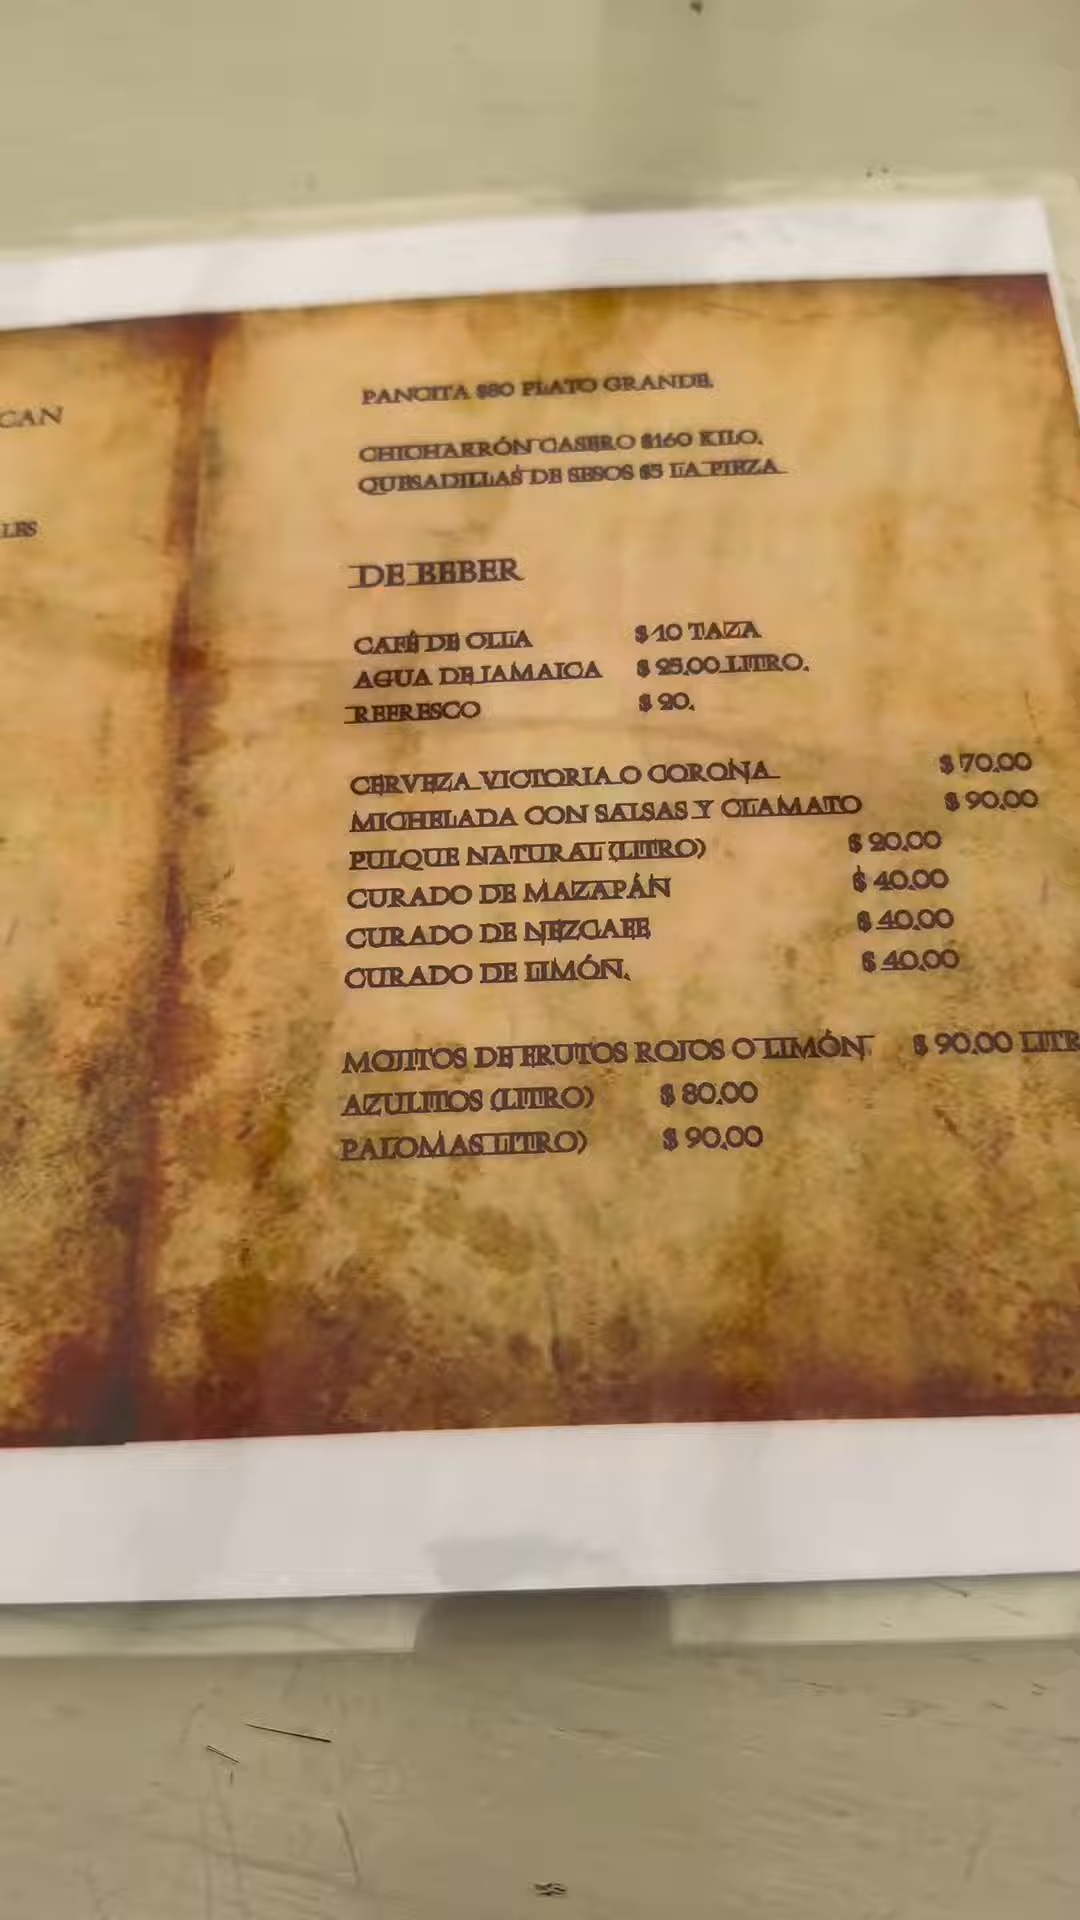 CAN
LES
PANCITA $80 PLATO GRANDE.
CHICHARRÓN CASERO $160 KILO.
QUESADILLAS DE SESOS $5 LA PIEZA
DE BEBER
CAFÉ DE OLLA $ 10 TAZA
AGUA DE JAMAICA $ 25.00 LITRO.
REFRESCO $ 20.
CERVEZA VICTORIA O CORONA $ 70.00
MICHELADA CON SALSAS Y CLAMATO $ 90.00
PULQUE NATURAL (LITRO) $ 20.00
CURADO DE MAZAPÁN $ 40.00
CURADO DE NEZCAFE $ 40.00
CURADO DE LIMÓN. $ 40.00
MOJITOS DE FRUTOS ROJOS O LIMÓN $ 90.00 LITR
AZULITOS (LITRO) $ 80.00
PALOMAS LITRO) $ 90.00